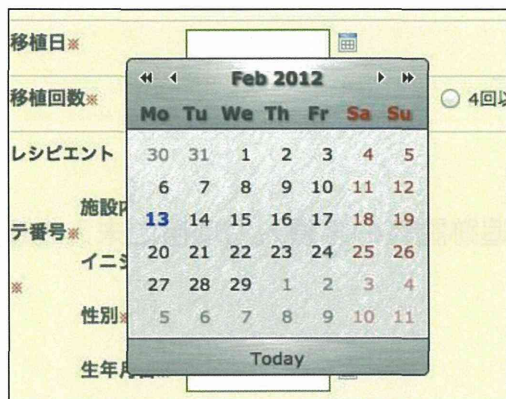 移植日※
Feb 2012
移植回数※
4回
Mo Tu We Th Fr Sa Su
レシピエント
30 31 1 2 3 4 5
6 7 8 9 10 11 12
施設
テ番号※
13 14 15 16 17 18 19
イニシ
20 21 22 23 24 25 26
※
27 28 29 1 2 3 4
性別※
5 6 7 8 9 10 11
Today
生年月